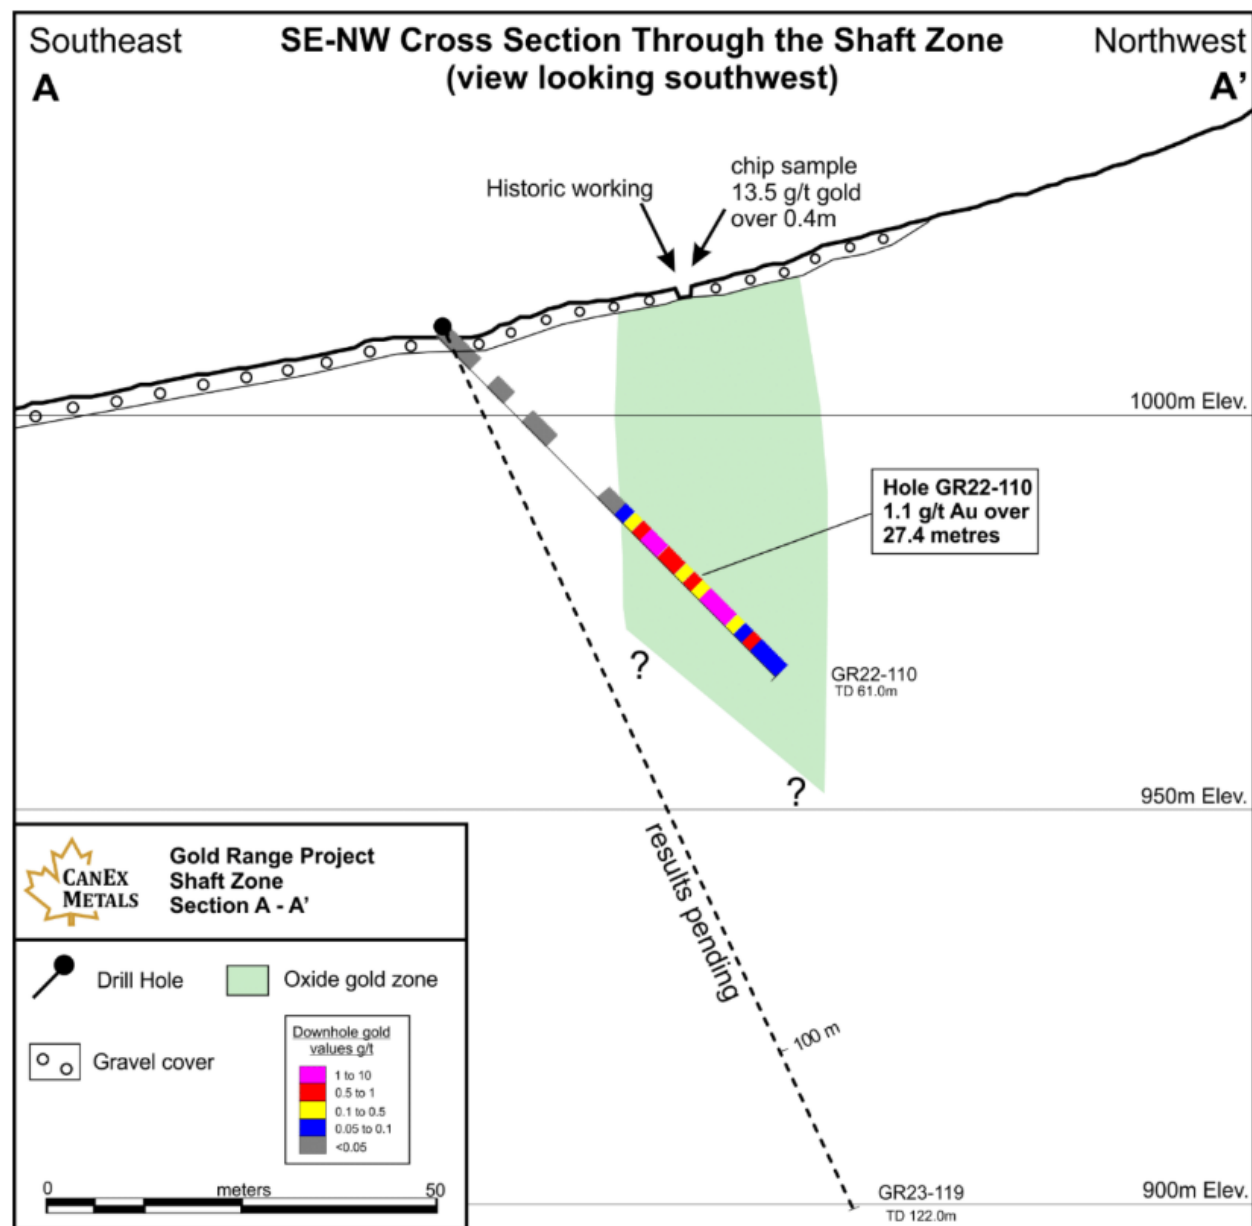 Southeast
SE-NW Cross Section Through the Shaft Zone
Northwest
A
(view looking southwest)
A'
Historic working
chip sample
13.5 g/t gold
over 0.4m
1000m Elev.
Hole GR22-110
1.1 g/t Au over
27.4 metres
?
GR22-110
TD 61.0m
?
950m Elev.
results pending
100 m
CANEX
METALS
Gold Range Project
Shaft Zone
Section A - A'
Drill Hole
Oxide gold zone
Gravel cover
Downhole gold
values g/t
1 to 10
0.5 to 1
0.1 to 0.5
0.05 to 0.1
<0.05
0
meters
50
GR23-119
TD 122.0m
900m Elev.